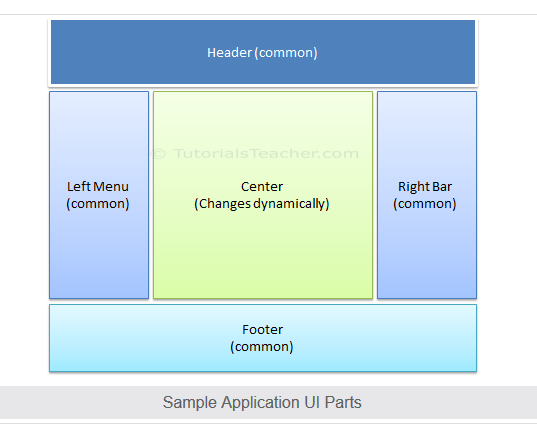 Header (common)
© TutorialsTeacher.com
Left Menu
(common)
Center
(Changes dynamically)
Right Bar
(common)
Footer
(common)
Sample Application UI Parts